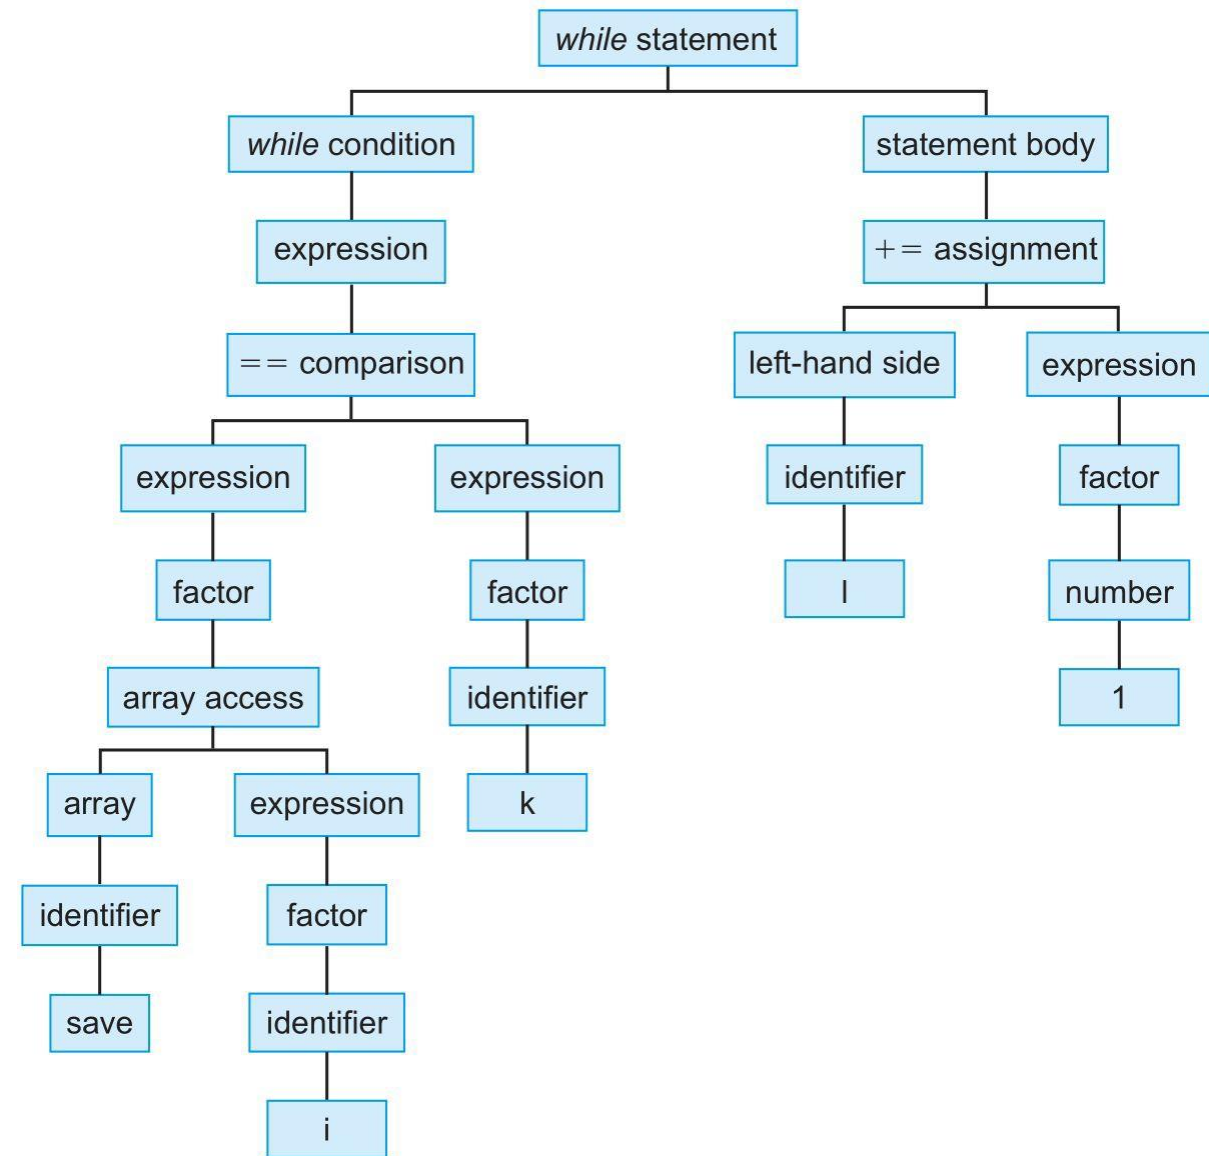 while statement
while condition
statement body
expression
+= assignment
== comparison
left-hand side
expression
expression
expression
identifier
factor
factor
factor
I
number
array access
identifier
1
array
expression
k
identifier
factor
save
identifier
i